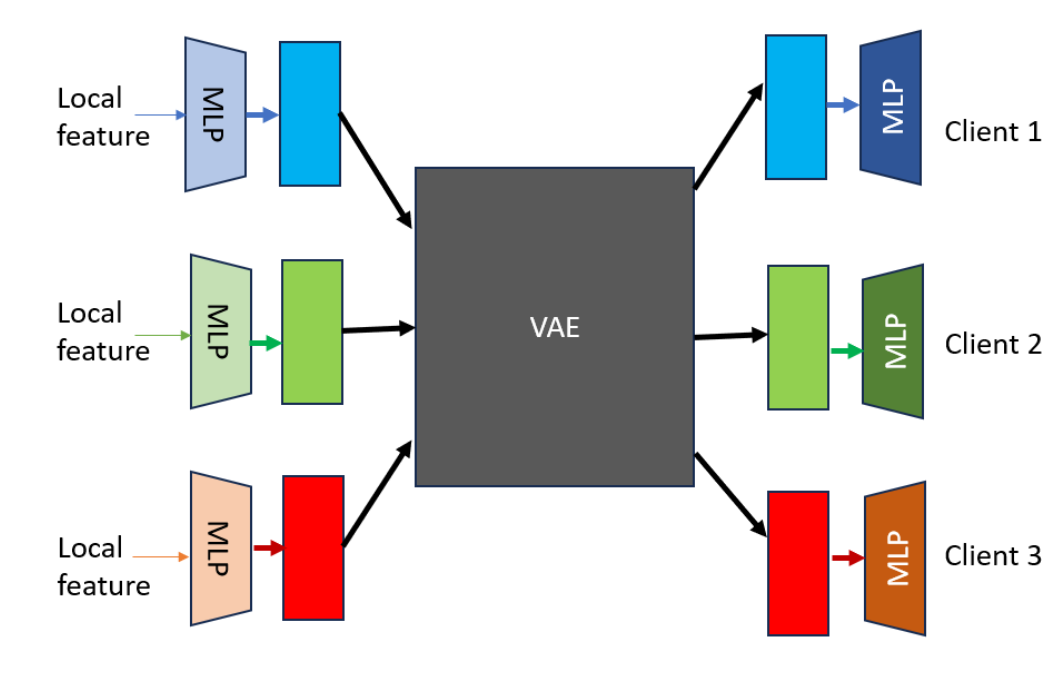 Local
feature
MLP
MLP
Client 1
Local
feature
MLP
VAE
MLP
Client 2
Local
feature
MLP
MLP
Client 3